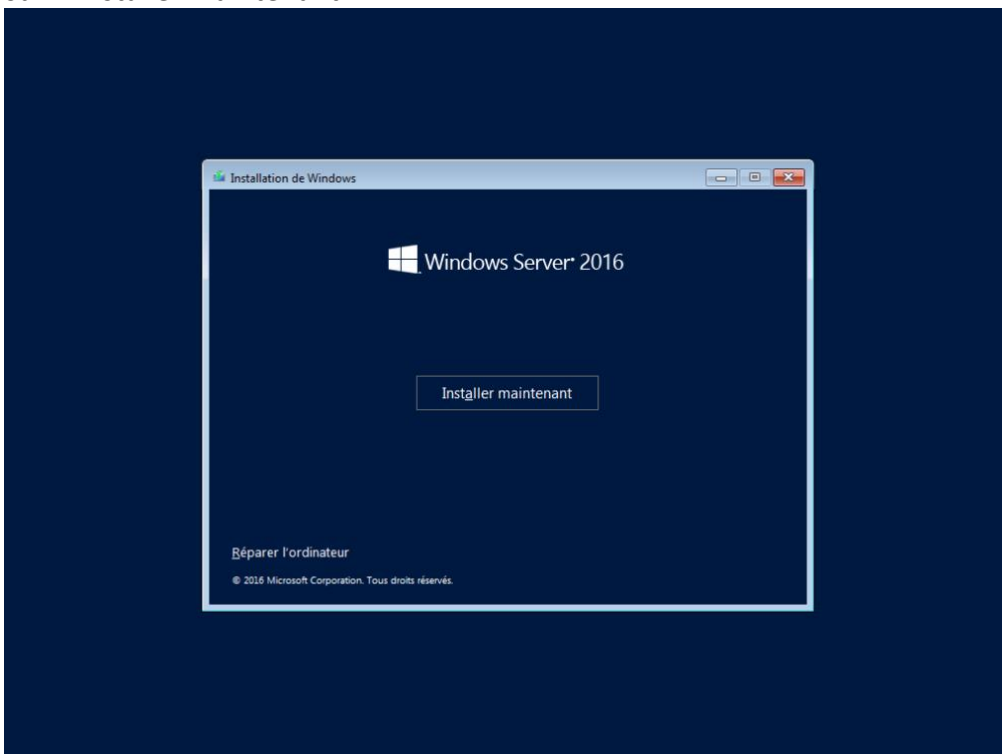 Installation de Windows
Windows Server 2016
Installer maintenant
Réparer l'ordinateur
© 2016 Microsoft Corporation. Tous droits réservés.